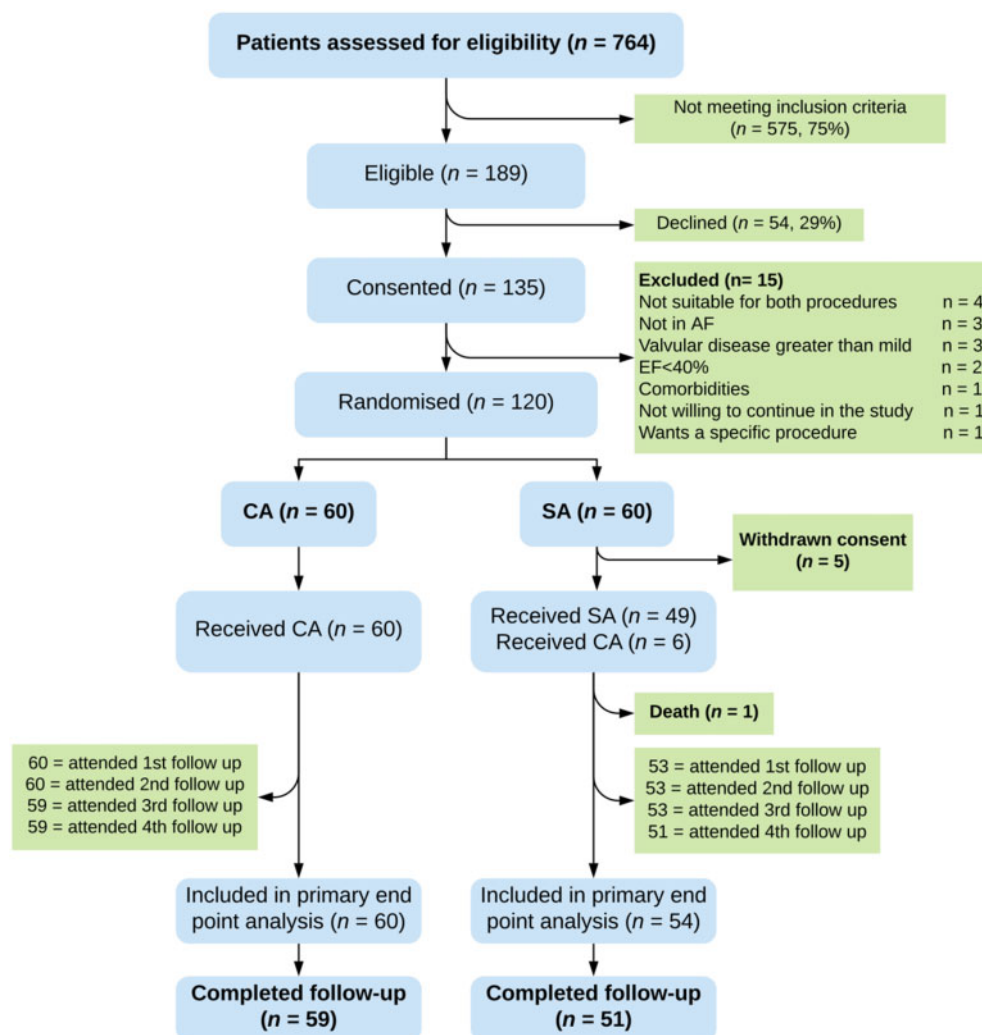 Patients assessed for eligibility (n = 764)
Not meeting inclusion criteria
(n = 575, 75%)
Eligible (n = 189)
Declined (n = 54, 29%)
Consented (n = 135)
Excluded (n= 15)
Not suitable for both procedures n = 4
Not in AF n = 3
Valvular disease greater than mild n = 3
EF<40% n = 2
Comorbidities n = 1
Not willing to continue in the study n = 1
Wants a specific procedure n = 1
Randomised (n = 120)
CA (n = 60)
SA (n = 60)
Withdrawn consent
(n = 5)
Received CA (n = 60)
Received SA (n = 49)
Received CA (n = 6)
Death (n = 1)
60 = attended 1st follow up
60 = attended 2nd follow up
59 = attended 3rd follow up
59 = attended 4th follow up
53 = attended 1st follow up
53 = attended 2nd follow up
53 = attended 3rd follow up
51 = attended 4th follow up
Included in primary end
point analysis (n = 60)
Included in primary end
point analysis (n = 54)
Completed follow-up
(n = 59)
Completed follow-up
(n = 51)